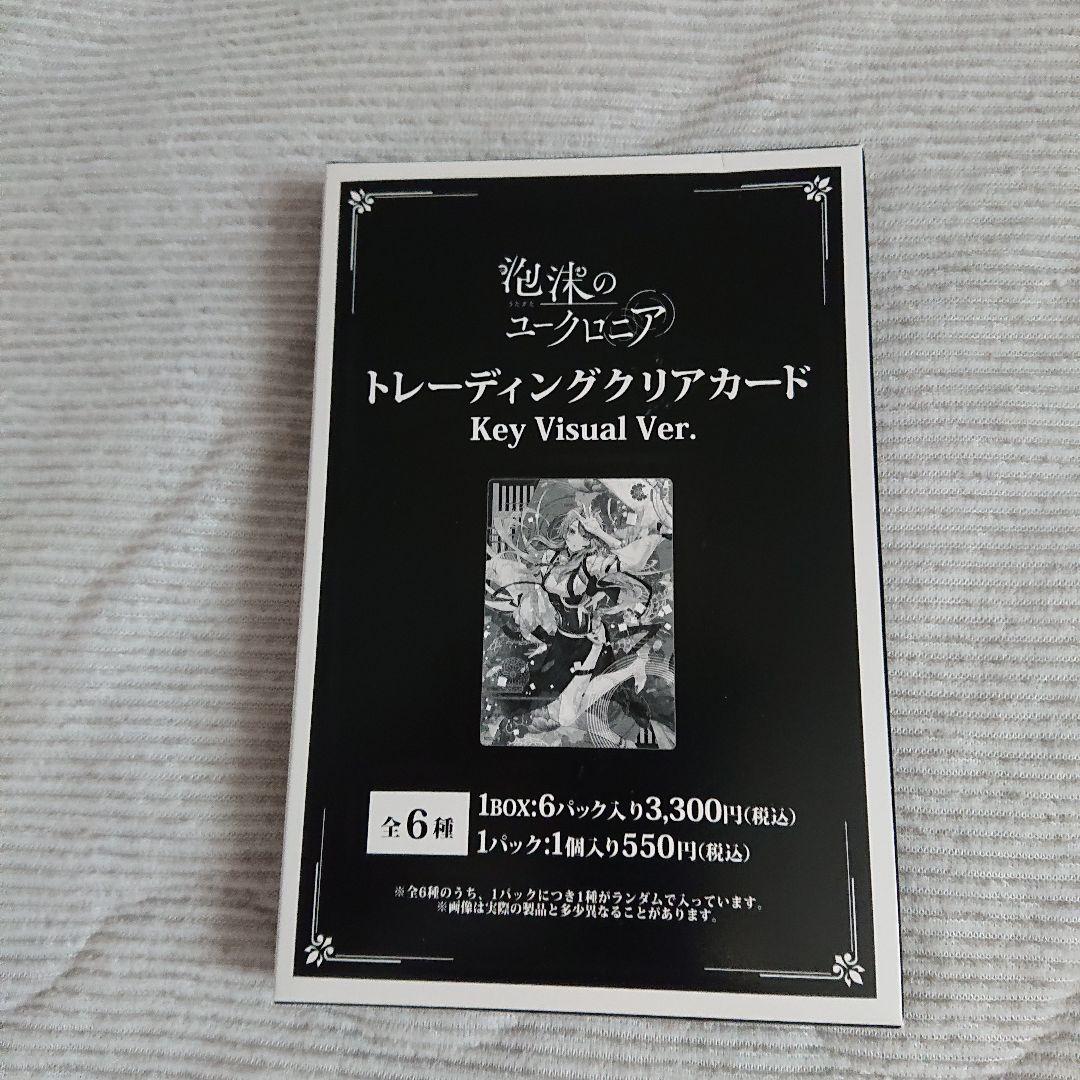 泡沫の
うたかた
ユークロニア
トレーディングクリアカード
Key Visual Ver.
全6種
1BOX:6パック入り3,300円(税込)
1パック:1個入り550円(税込)
※全6種のうち、1パックにつき1種がランダムで入っています。
※画像は実際の製品と多少異なることがあります。